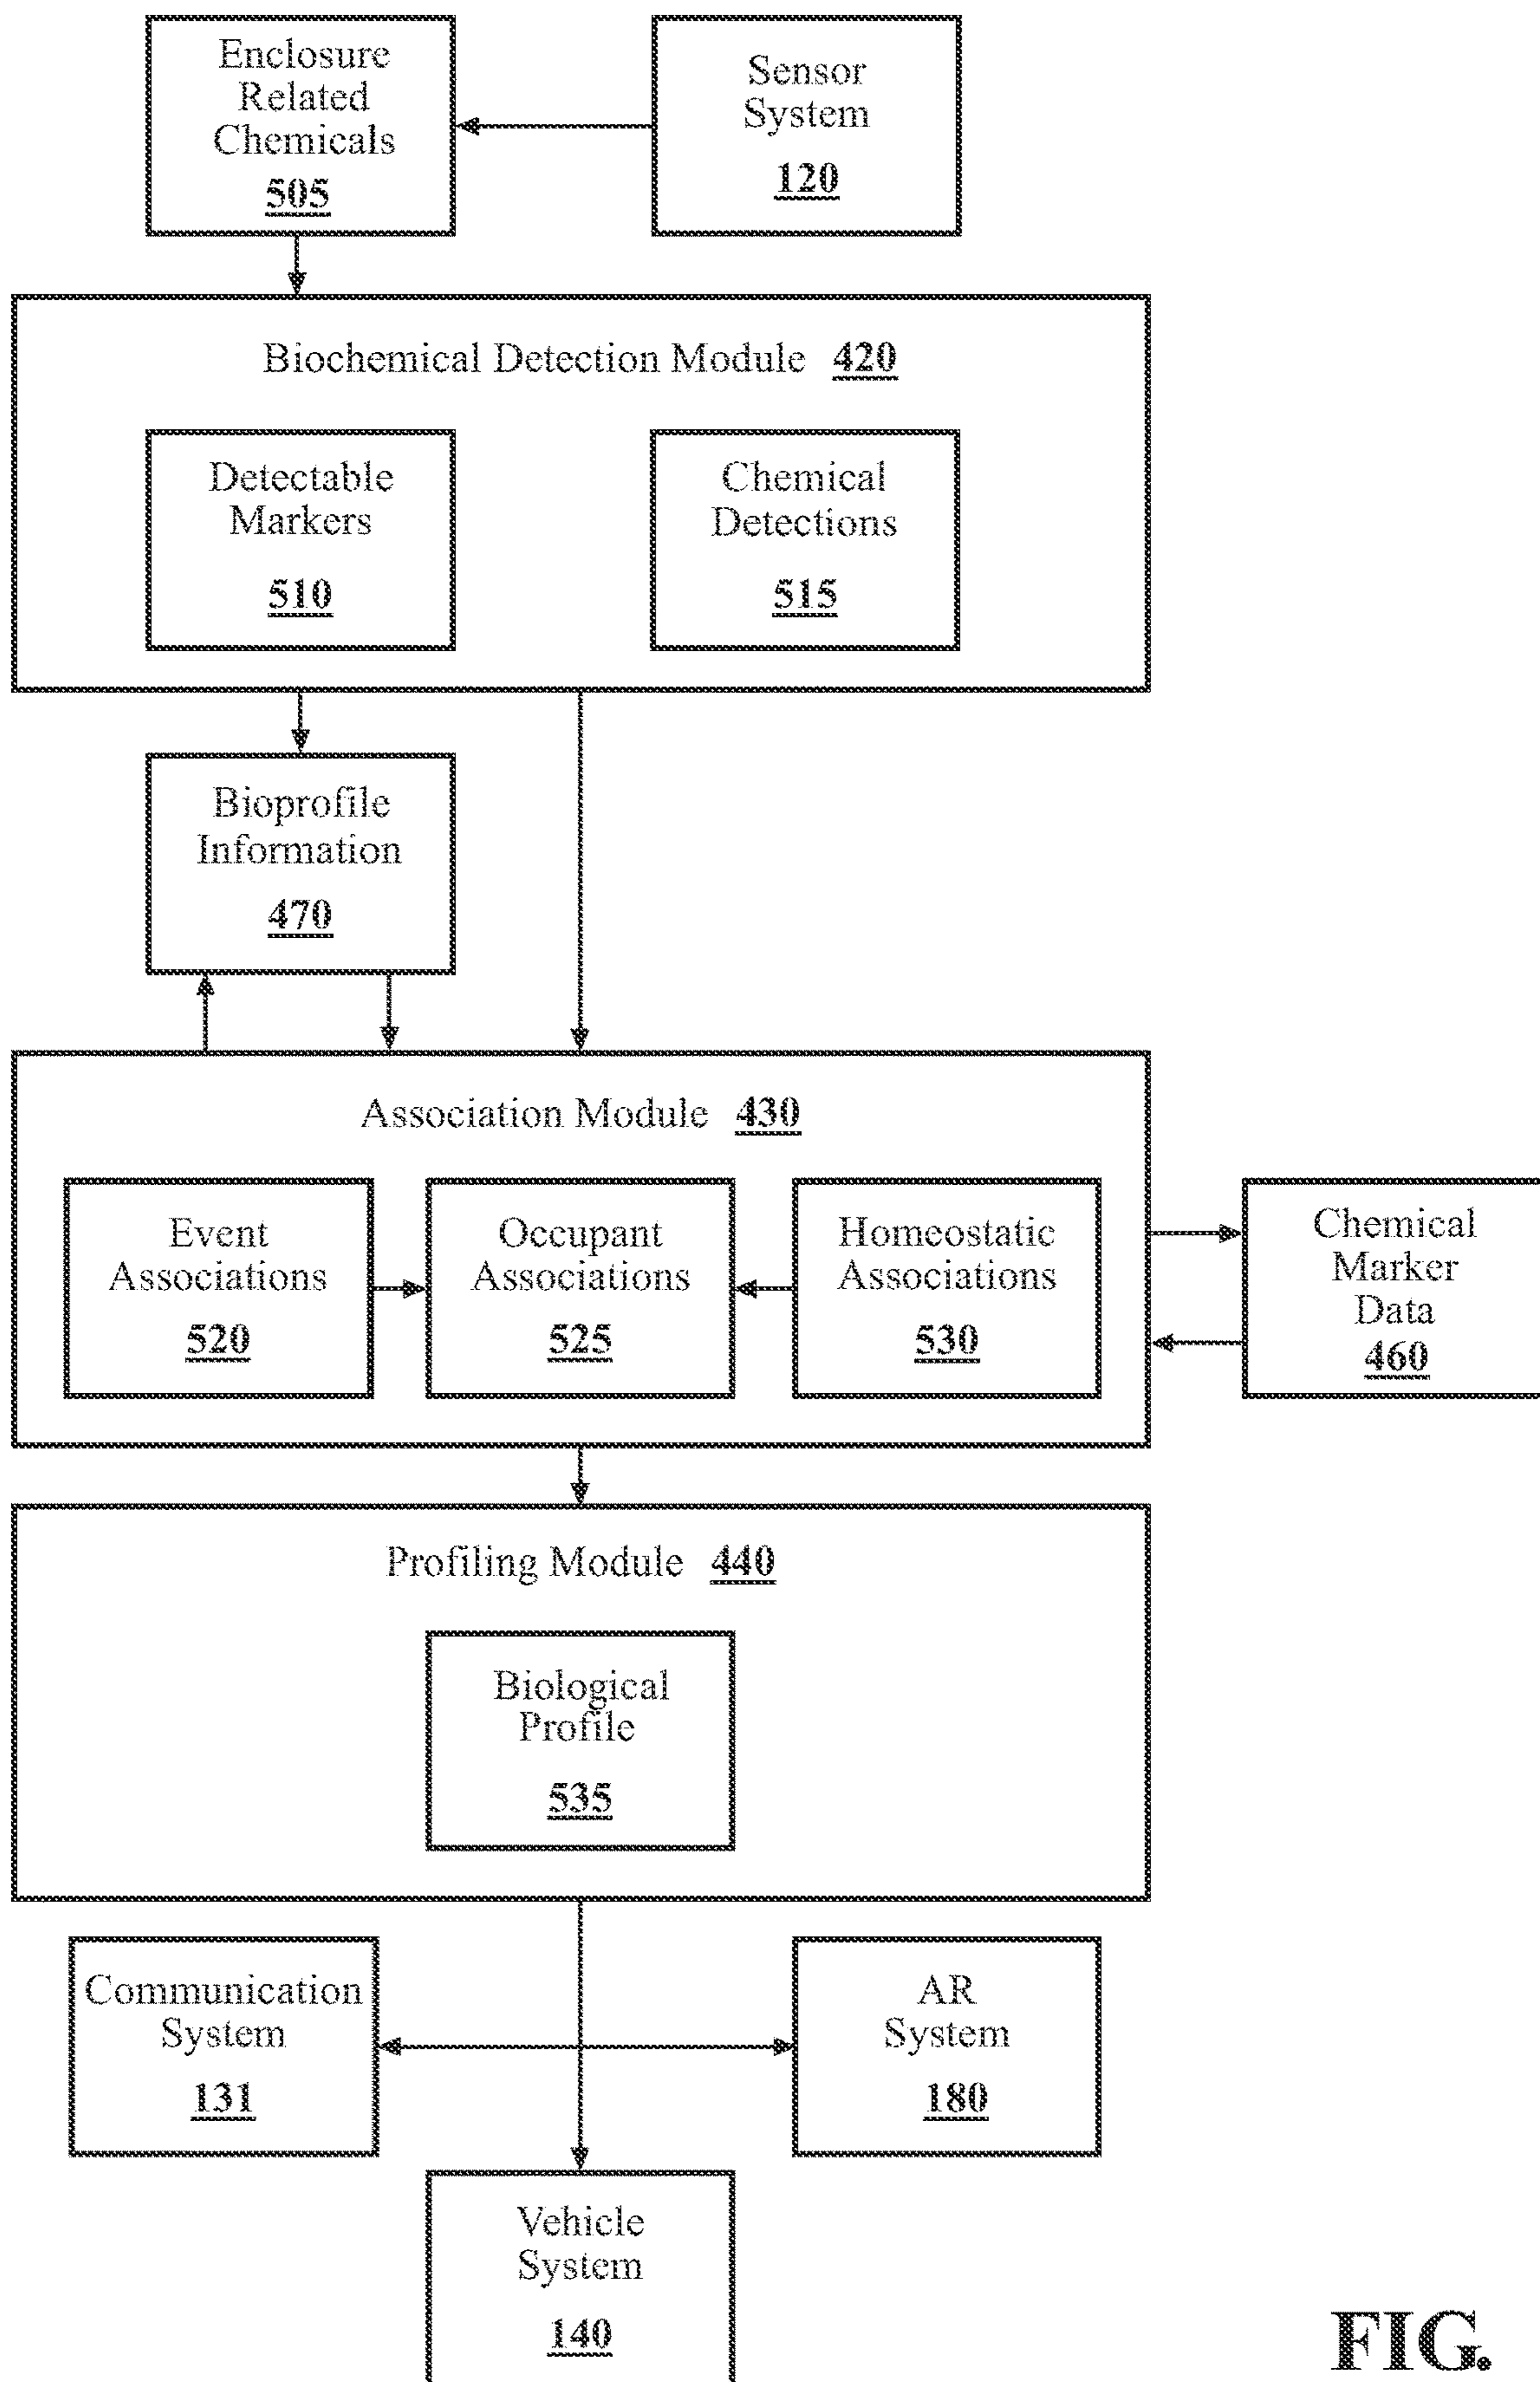 Enclosure
Related
Chemicals
505
Sensor
System
120
Biochemical Detection Module 420
Detectable
Markers
510
Chemical
Detections
515
Bioprofile
Information
470
Association Module 430
Event
Associations
520
Occupant
Associations
525
Homeostatic
Associations
530
Chemical
Marker
Data
460
Profiling Module 440
Biological
Profile
535
Communication
System
131
AR
System
180
Vehicle
System
140
FIG.